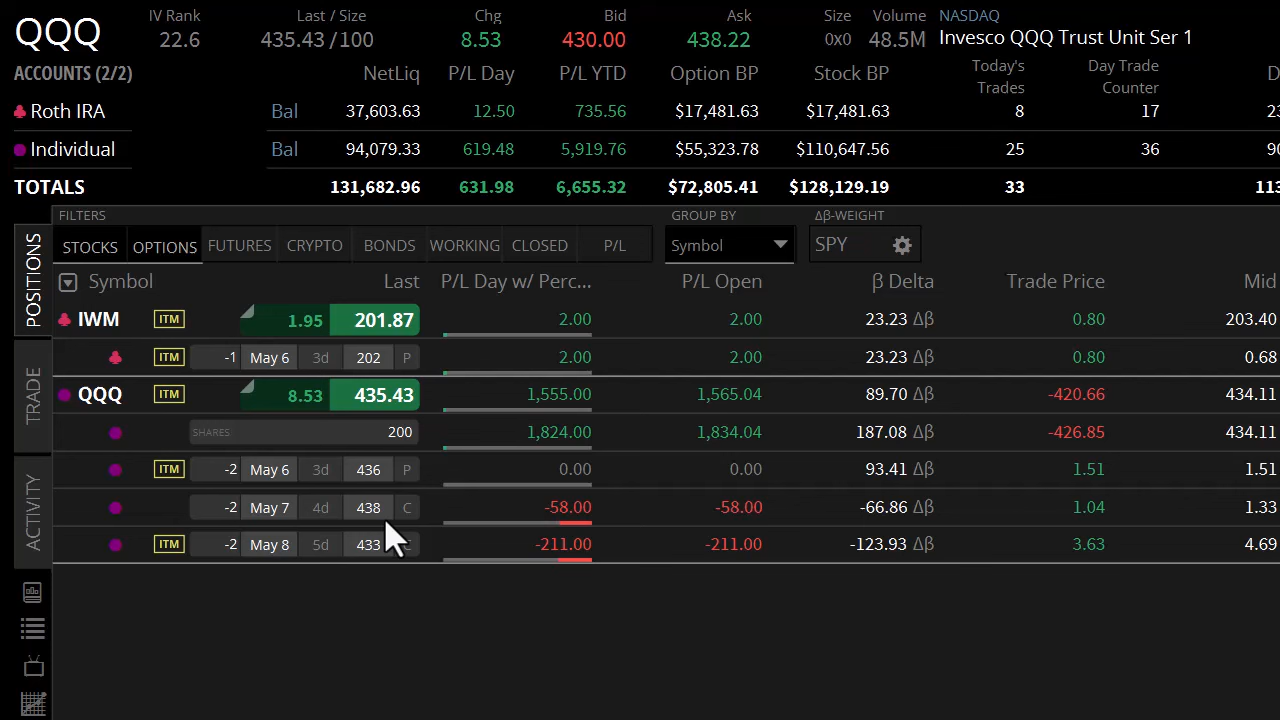 QQQ IV Rank Last / Size Chg Bid Ask Size Volume NASDAQ
22.6 435.43 / 100 8.53 430.00 438.22 0x0 48.5M Invesco QQQ Trust Unit Ser 1
ACCOUNTS (2/2) NetLiq P/L Day P/L YTD Option BP Stock BP Today's Trades Day Trade Counter D
Roth IRA Bal 37,603.63 12.50 735.56 $17,481.63 $17,481.63 8 17 23
Individual Bal 94,079.33 619.48 5,919.76 $55,323.78 $110,647.56 25 36 90
TOTALS 131,682.96 631.98 6,655.32 $72,805.41 $128,129.19 33 113
FILTERS GROUP BY Δβ-WEIGHT
STOCKS OPTIONS FUTURES CRYPTO BONDS WORKING CLOSED P/L Symbol SPY
POSITIONS
TRADE
ACTIVITY
Symbol Last P/L Day w/ Perc... P/L Open β Delta Trade Price Mid
IWM ITM 1.95 201.87 2.00 2.00 23.23 Δβ 0.80 203.40
ITM -1 May 6 3d 202 P 2.00 2.00 23.23 Δβ 0.80 0.68
QQQ ITM 8.53 435.43 1,555.00 1,565.04 89.70 Δβ -420.66 434.11
SHARES 200 1,824.00 1,834.04 187.08 Δβ -426.85 434.11
ITM -2 May 6 3d 436 P 0.00 0.00 93.41 Δβ 1.51 1.51
-2 May 7 4d 438 C -58.00 -58.00 -66.86 Δβ 1.04 1.33
ITM -2 May 8 5d 433 -211.00 -211.00 -123.93 Δβ 3.63 4.69